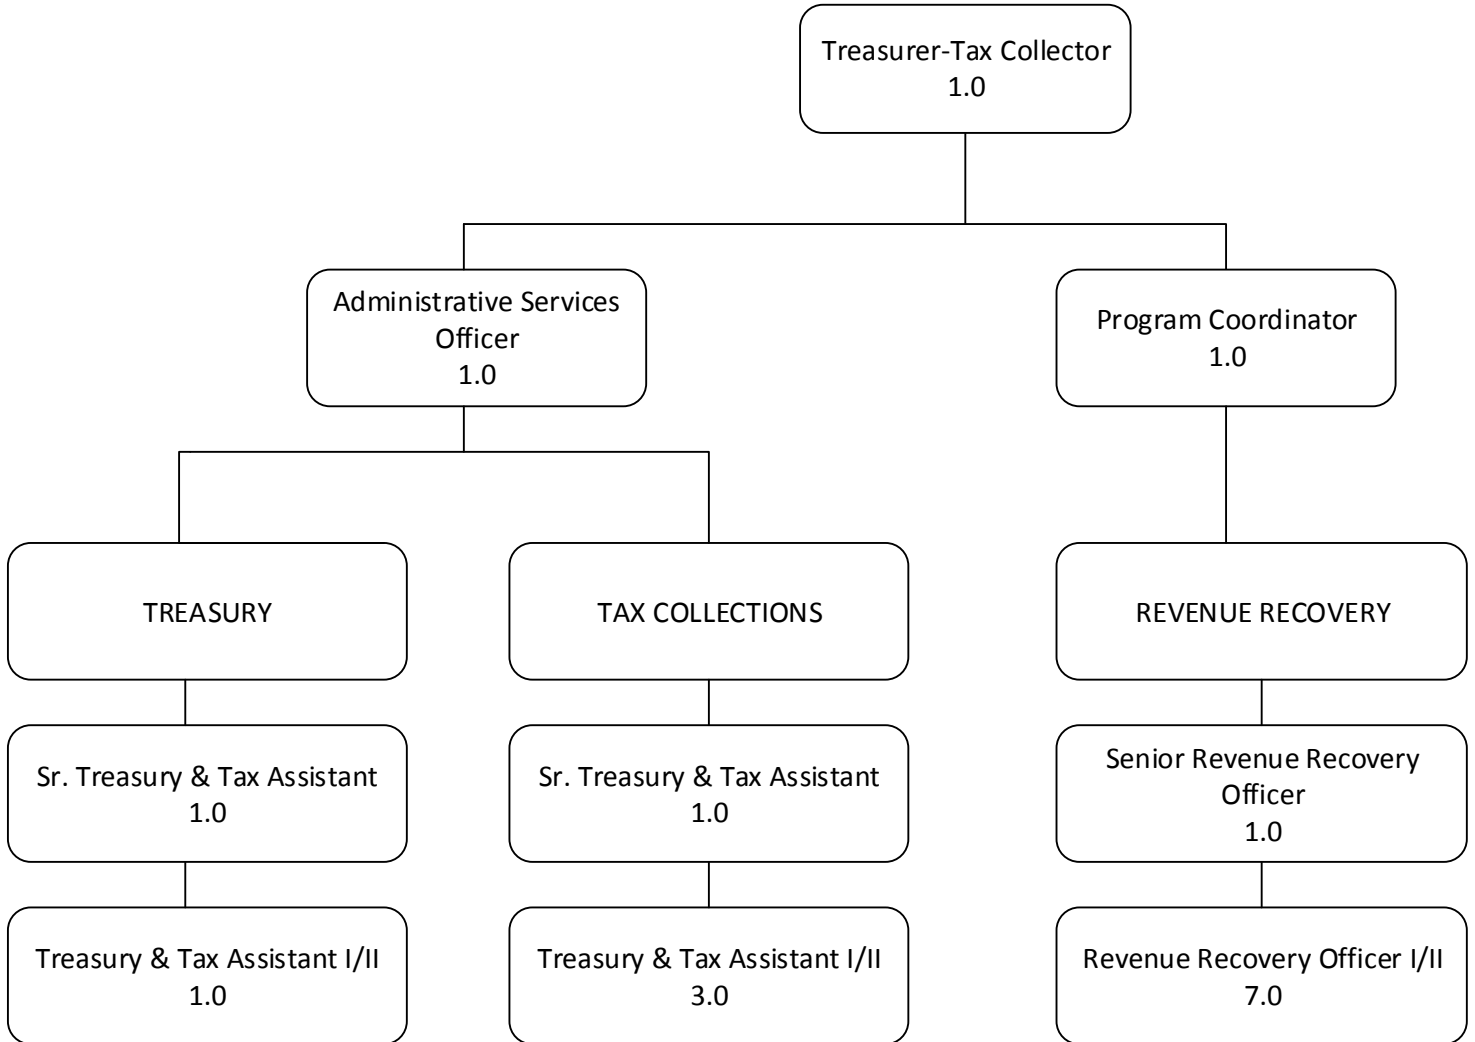 Treasurer-Tax Collector
1.0
Administrative Services
Officer
1.0
Program Coordinator
1.0
TREASURY
TAX COLLECTIONS
REVENUE RECOVERY
Sr. Treasury & Tax Assistant
1.0
Sr. Treasury & Tax Assistant
1.0
Senior Revenue Recovery
Officer
1.0
Treasury & Tax Assistant I/II
1.0
Treasury & Tax Assistant I/II
3.0
Revenue Recovery Officer I/II
7.0